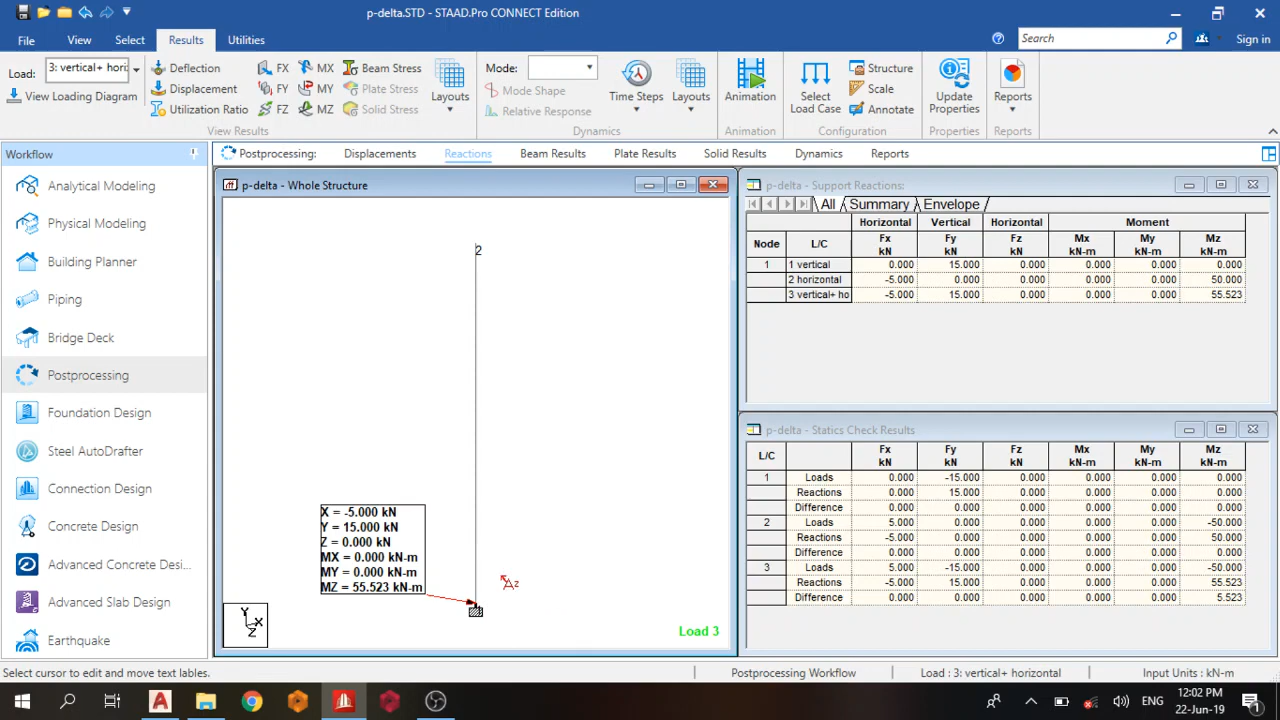 p-delta.STD - STAAD.Pro CONNECT Edition
File View Select Results Utilities Search Sign in
Load: 3: vertical+ hori
View Loading Diagram
Deflection
Displacement
Utilization Ratio
FX
FY
FZ
MX
MY
MZ
Beam Stress
Plate Stress
Solid Stress
Layouts
View Results
Mode:
Mode Shape
Relative Response
Time Steps
Layouts
Dynamics
Animation
Animation
Select Load Case
Structure
Scale
Annotate
Configuration
Update Properties
Properties
Reports
Reports
Workflow
Analytical Modeling
Physical Modeling
Building Planner
Piping
Bridge Deck
Postprocessing
Foundation Design
Steel AutoDrafter
Connection Design
Concrete Design
Advanced Concrete Desi...
Advanced Slab Design
Earthquake
Postprocessing: Displacements Reactions Beam Results Plate Results Solid Results Dynamics Reports
p-delta - Whole Structure
2
X = -5.000 kN
Y = 15.000 kN
Z = 0.000 kN
MX = 0.000 kN-m
MY = 0.000 kN-m
MZ = 55.523 kN-m
z
Y
X
Z
Load 3
p-delta - Support Reactions:
All Summary Envelope
Horizontal Vertical Horizontal Moment
Node L/C Fx kN Fy kN Fz kN Mx kN-m My kN-m Mz kN-m
1 1 vertical 0.000 15.000 0.000 0.000 0.000 0.000
2 horizontal -5.000 0.000 0.000 0.000 0.000 50.000
3 vertical+ ho -5.000 15.000 0.000 0.000 0.000 55.523
p-delta - Statics Check Results
L/C Fx kN Fy kN Fz kN Mx kN-m My kN-m Mz kN-m
1 Loads 0.000 -15.000 0.000 0.000 0.000 0.000
Reactions 0.000 15.000 0.000 0.000 0.000 0.000
Difference 0.000 0.000 0.000 0.000 0.000 0.000
2 Loads 5.000 0.000 0.000 0.000 0.000 -50.000
Reactions -5.000 0.000 0.000 0.000 0.000 50.000
Difference 0.000 0.000 0.000 0.000 0.000 0.000
3 Loads 5.000 -15.000 0.000 0.000 0.000 -50.000
Reactions -5.000 15.000 0.000 0.000 0.000 55.523
Difference 0.000 0.000 0.000 0.000 0.000 5.523
Select cursor to edit and move text lables.
Postprocessing Workflow
Load : 3: vertical+ horizontal
Input Units : kN-m
ENG
12:02 PM
22-Jun-19
1